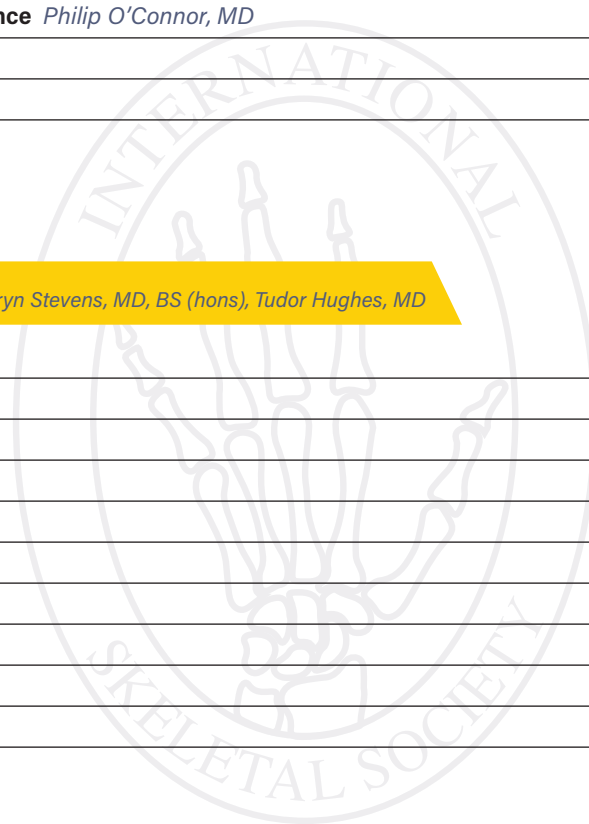 nce Philip O'Connor, MD
INTERNATIONAL
ryn Stevens, MD, BS (hons), Tudor Hughes, MD
SKELETAL SOCIETY